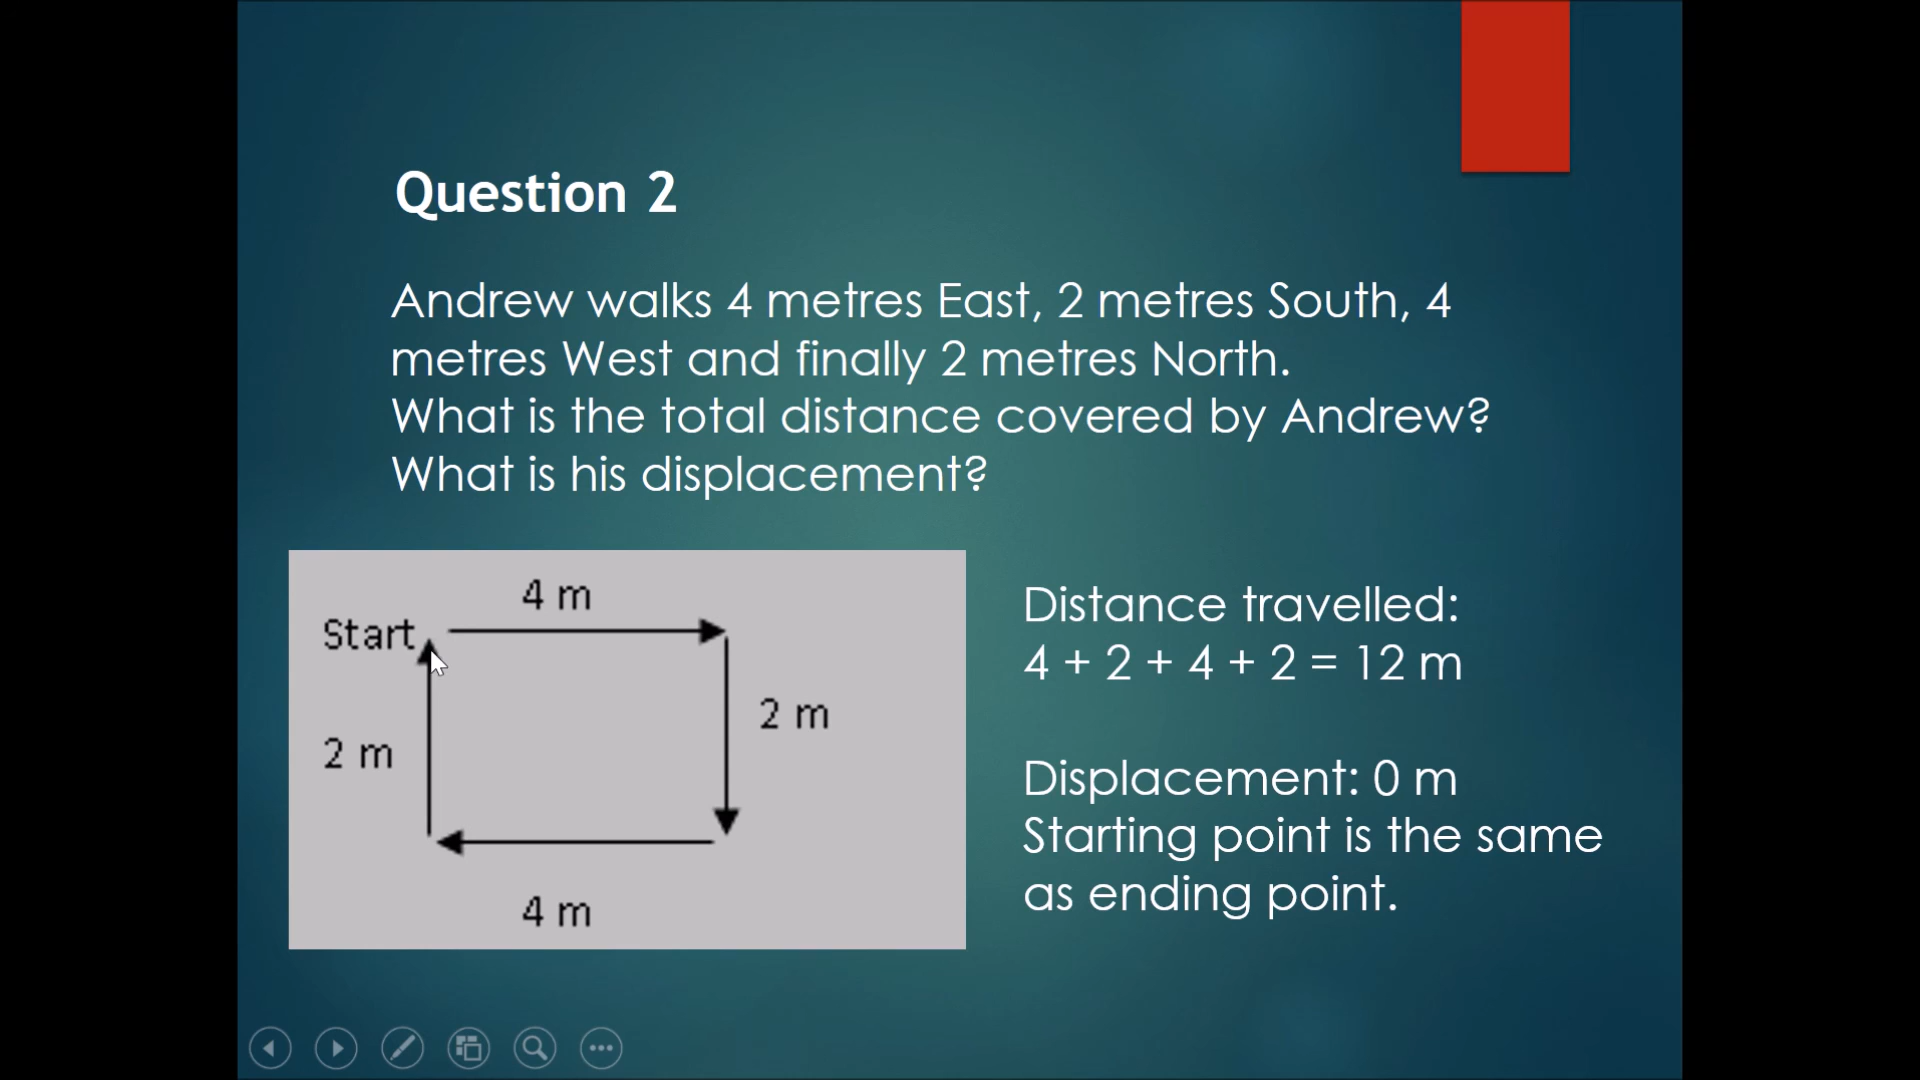 Question 2
Andrew walks 4 metres East, 2 metres South, 4
metres West and finally 2 metres North.
What is the total distance covered by Andrew?
What is his displacement?
4 m
Start
2 m
2 m
4 m
Distance travelled:
4 + 2 + 4 + 2 = 12 m
Displacement: 0 m
Starting point is the same
as ending point.